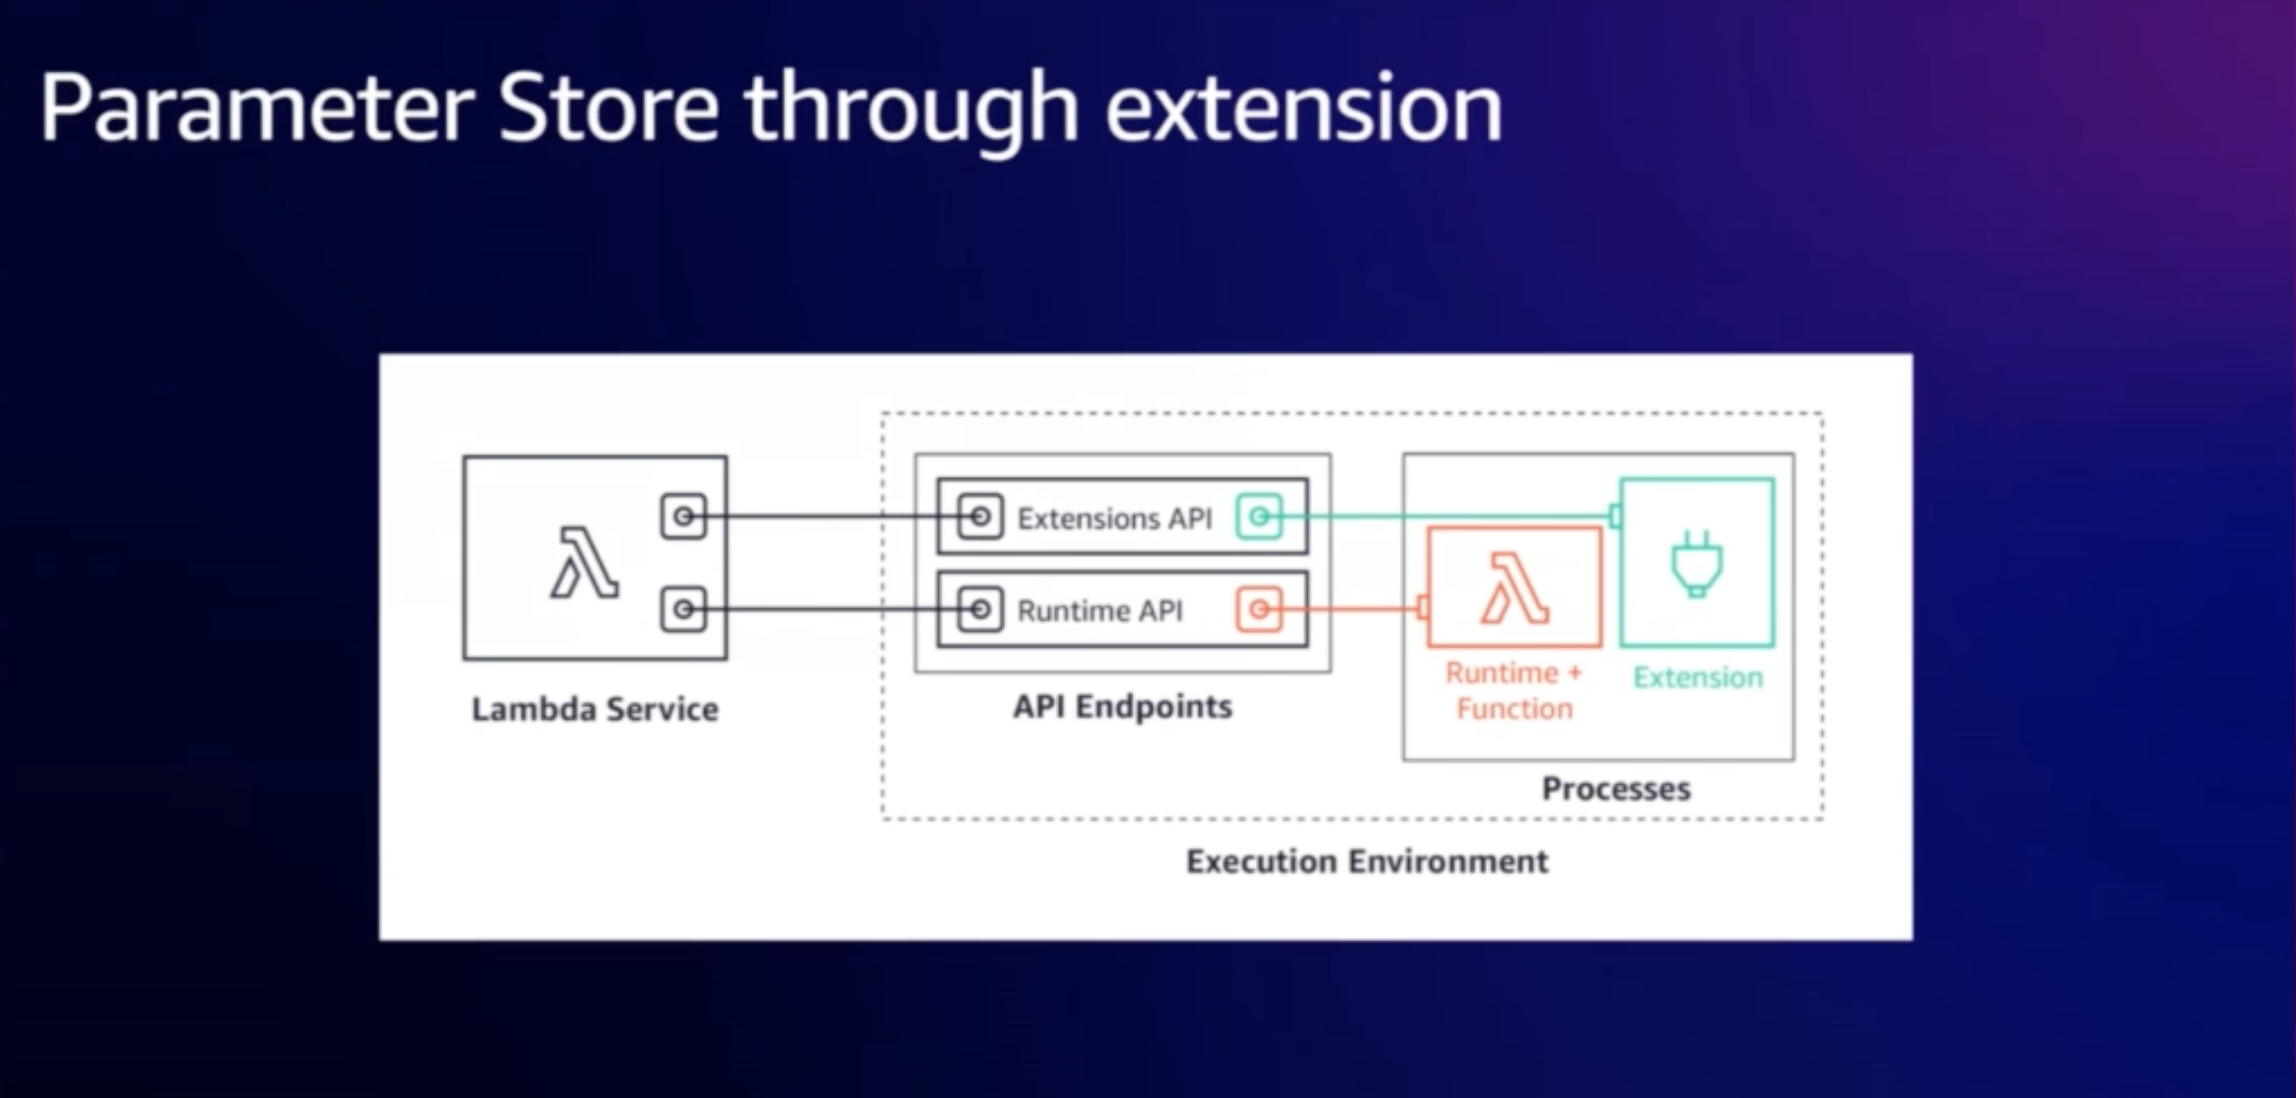 Parameter Store through extension
Extensions API
Runtime API
Lambda Service
API Endpoints
Runtime +
Function
Extension
Processes
Execution Environment